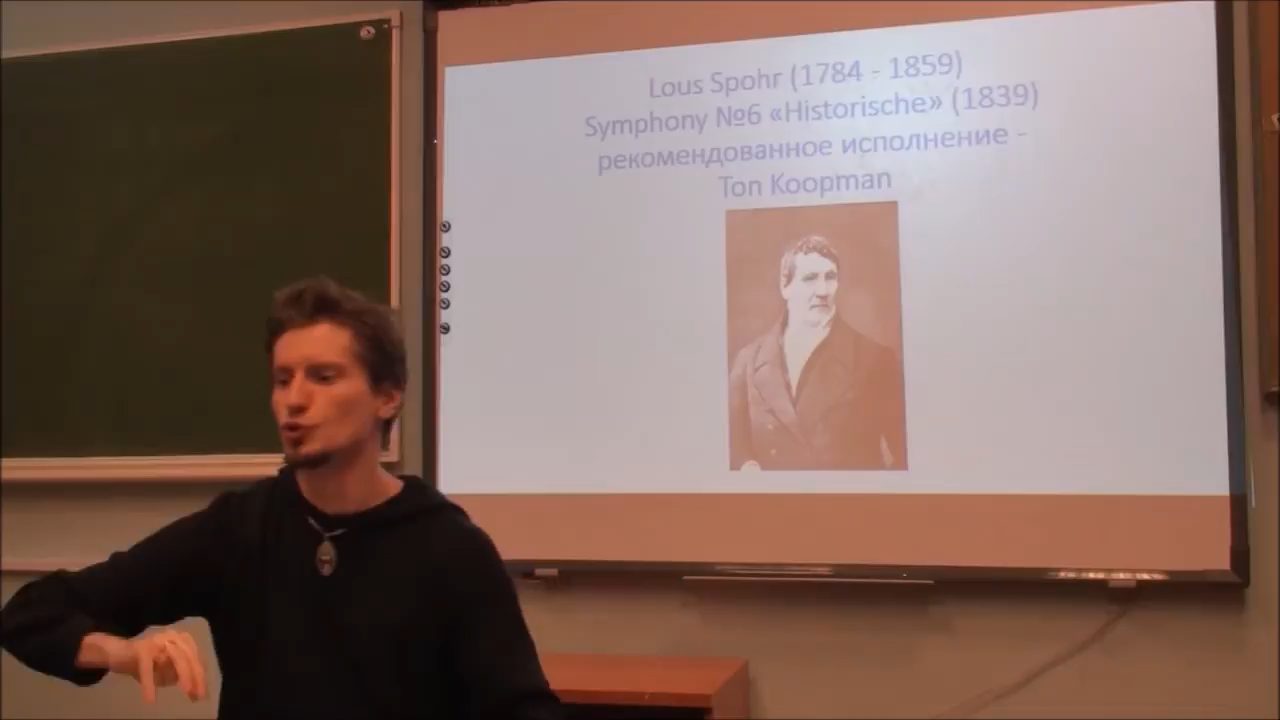 Lous Spohr (1784 - 1859)
Symphony №6 «Historische» (1839)
рекомендованное исполнение -
Ton Koopman